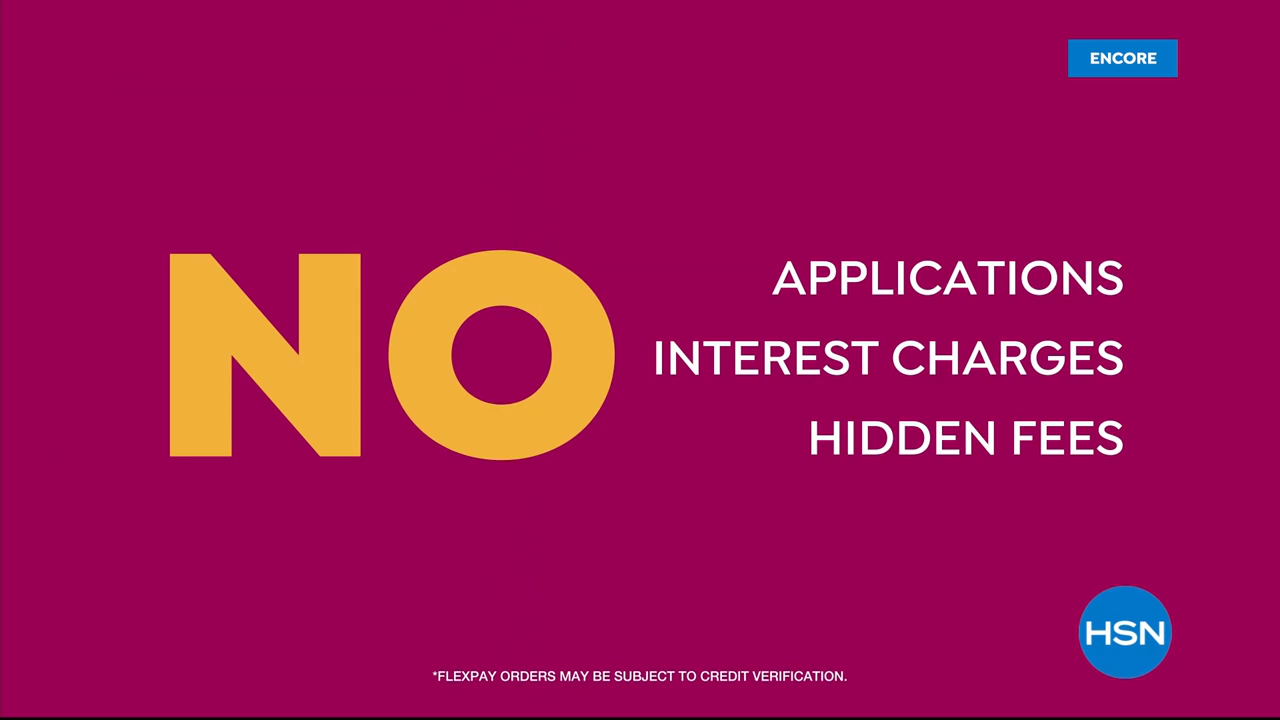 ENCORE
NO
APPLICATIONS
INTEREST CHARGES
HIDDEN FEES
HSN
*FLEXPAY ORDERS MAY BE SUBJECT TO CREDIT VERIFICATION.